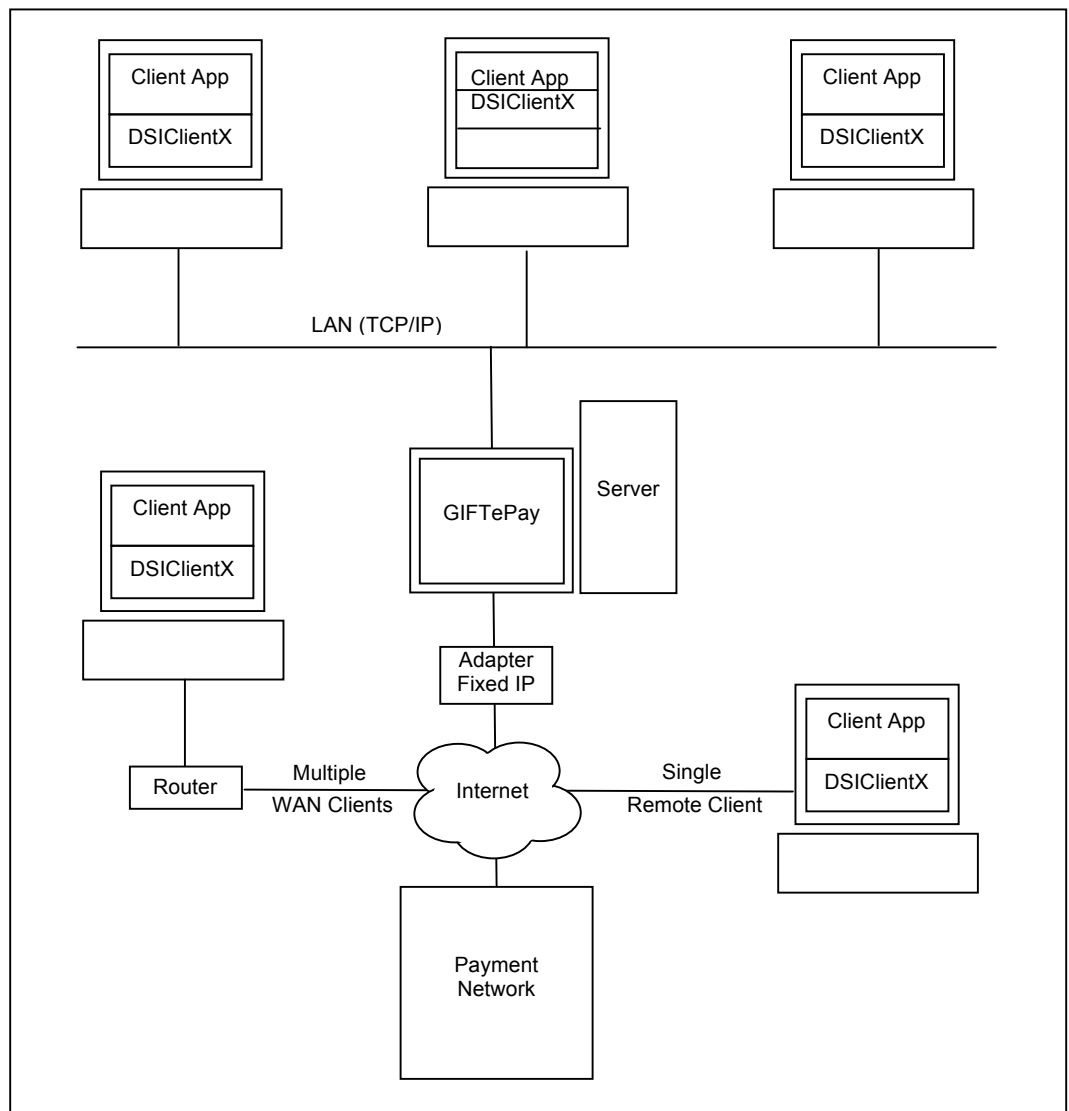 Client App
DSIClientX
Client App
DSIClientX
Client App
DSIClientX
LAN (TCP/IP)
GIFTePay
Server
Client App
DSIClientX
Adapter
Fixed IP
Router
Multiple
WAN Clients
Internet
Single
Remote Client
Client App
DSIClientX
Payment
Network